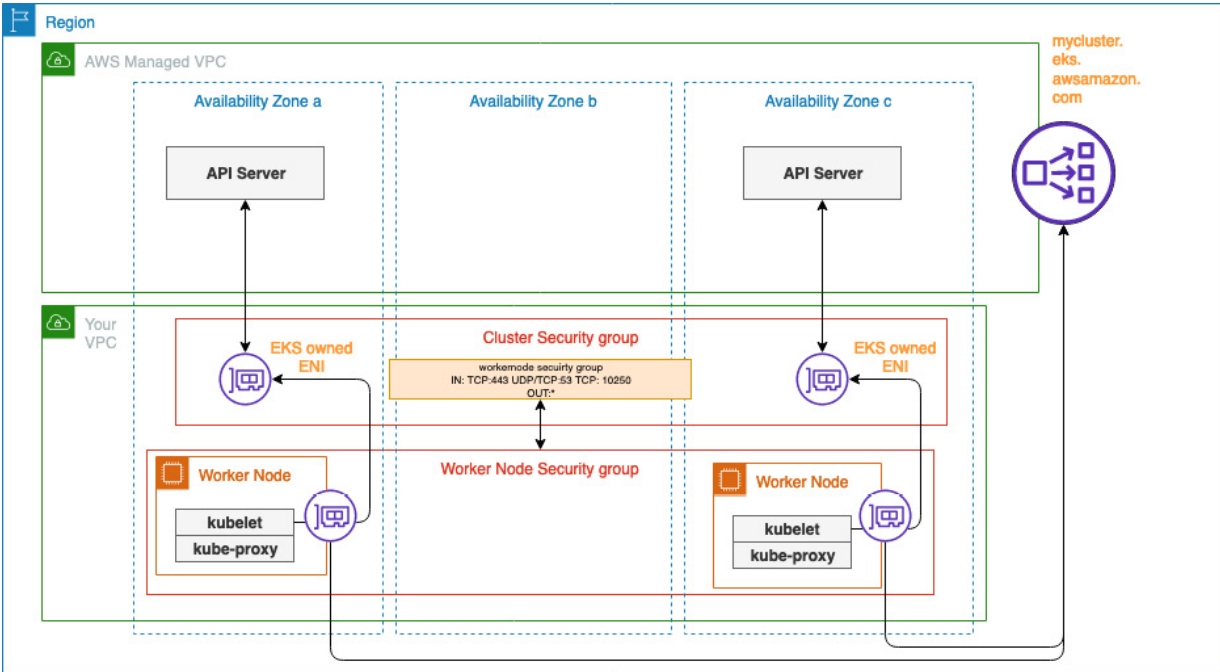 Region
AWS Managed VPC
mycluster.
eks.
awsamazon.
com
Availability Zone a
Availability Zone b
Availability Zone c
API Server
API Server
Your
VPC
Cluster Security group
EKS owned
ENI
EKS owned
ENI
workernode secuirty group
IN: TCP:443 UDP/TCP:53 TCP: 10250
OUT:*
Worker Node Security group
Worker Node
kubelet
kube-proxy
Worker Node
kubelet
kube-proxy